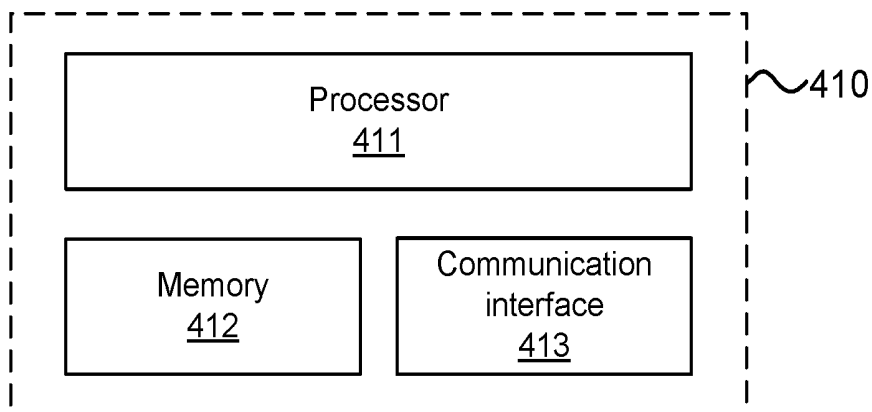 Processor
411
410
Memory
412
Communication
interface
413